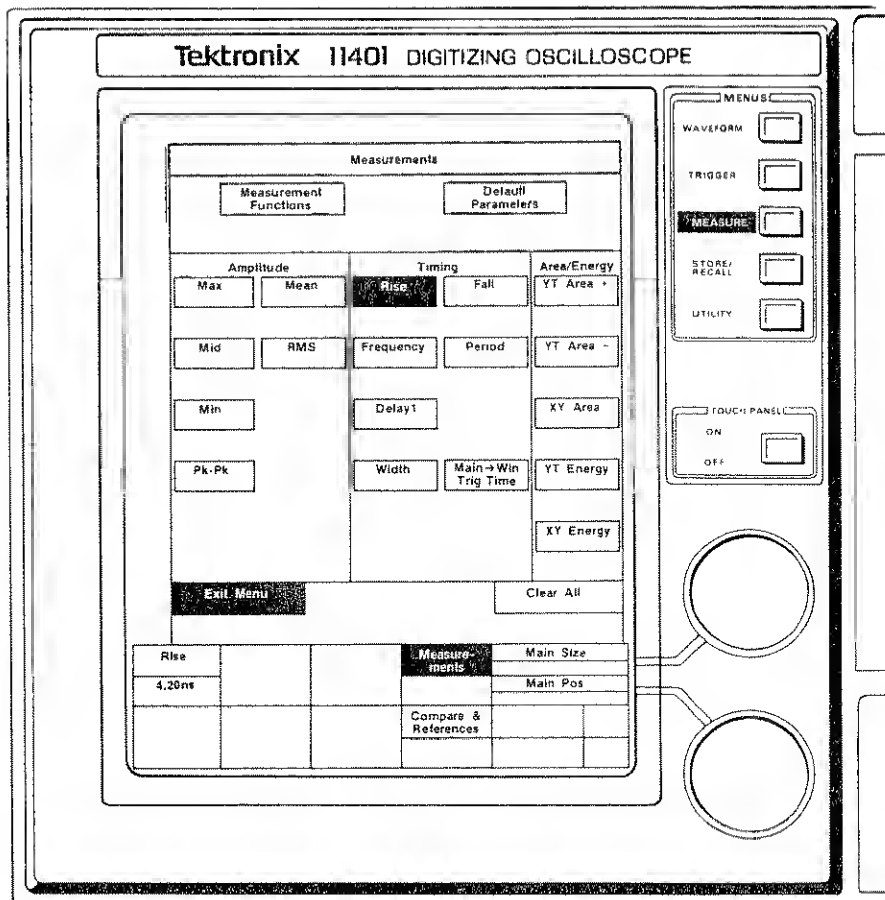 Tektronix 11401 DIGITIZING OSCILLOSCOPE
MENUS
WAVEFORM
TRIGGER
MEASURE
STORE/
RECALL
UTILITY
TOUCH PANEL
ON
OFF
Measurements
Measurement
Functions
Default
Parameters
Amplitude
Timing
Area/Energy
Max
Mean
Rise
Fall
YT Area +
Mid
RMS
Frequency
Period
YT Area -
Min
Delay1
XY Area
Pk-Pk
Width
Main→Win
Trig Time
YT Energy
XY Energy
Exit Menu
Clear All
Rise
4.20ns
Measure-
ments
Main Size
Main Pos
Compare &
References